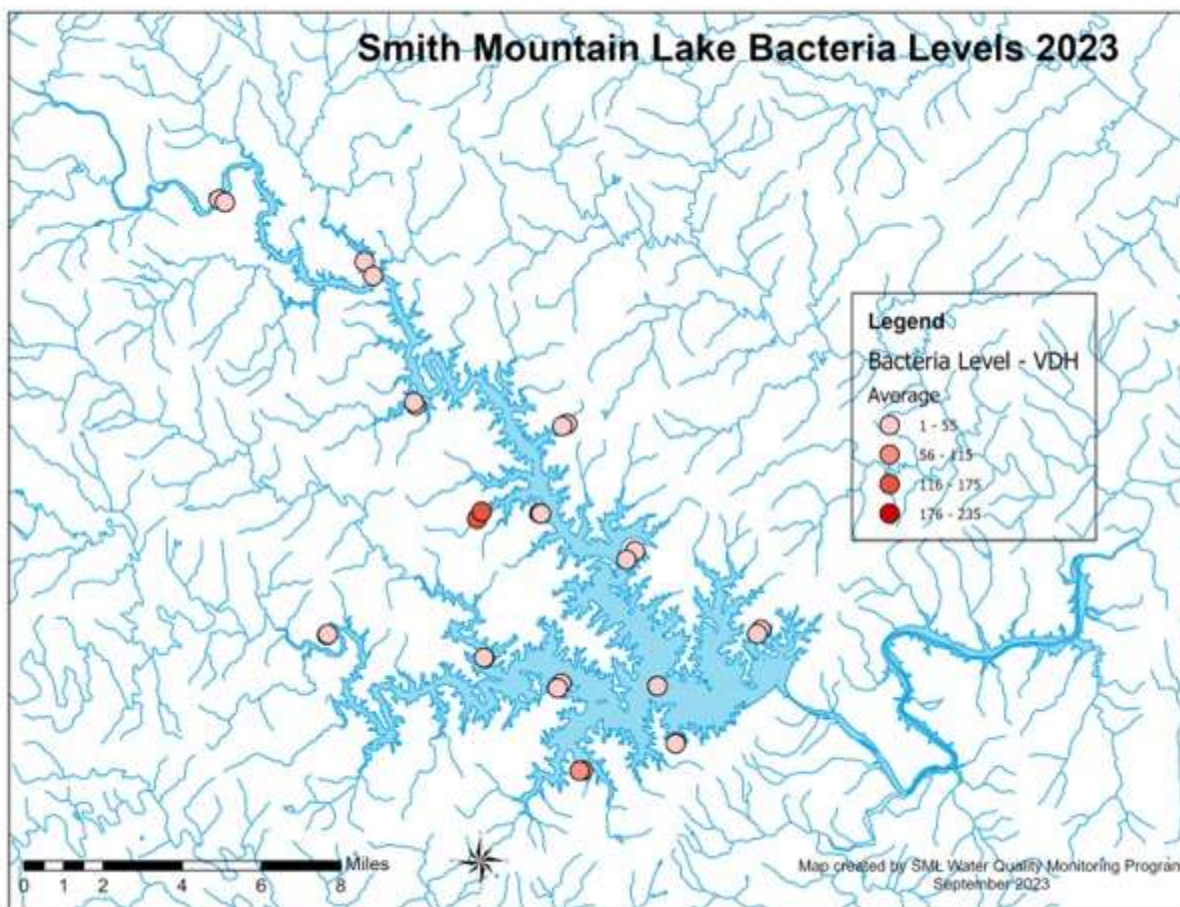 Smith Mountain Lake Bacteria Levels 2023
Legend
Bacteria Level - VDH
Average
1 - 55
56 - 115
116 - 175
176 - 235
Miles
0 1 2 4 6 8
Map created by SML Water Quality Monitoring Program
September 2023